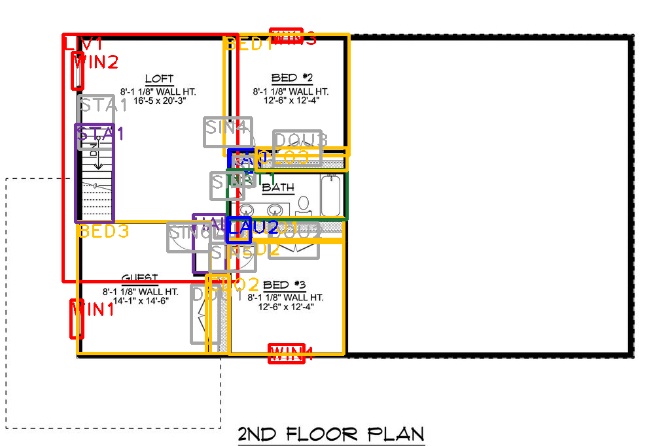 LIV1
BED1
WIN3
WIN2
LOFT
8'-1 1/8" WALL HT.
16'-5 x 20'-3"
BED #2
8'-1 1/8" WALL HT.
12'-6" x 12'-4"
STA1
STA1
SIN4
DOU3
DN
BATH
BED3
LAU2
GUEST
8'-1 1/8" WALL HT.
14'-1" x 14'-6"
BED #3
8'-1 1/8" WALL HT.
12'-6" x 12'-4"
WIN1
WIN4
2ND FLOOR PLAN